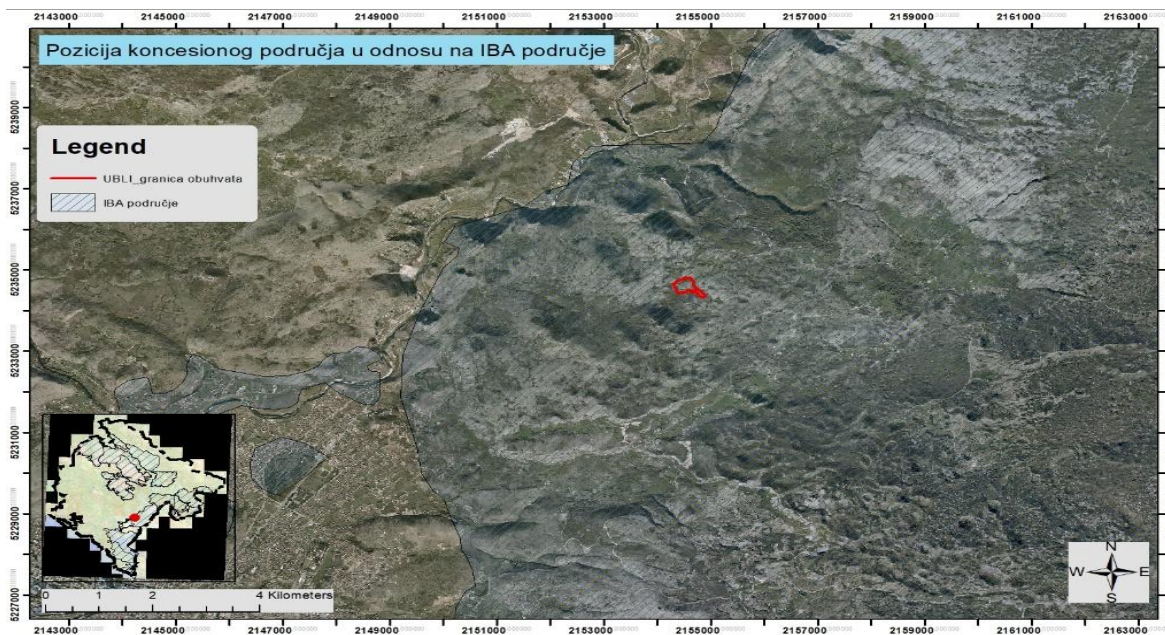 2143000 2145000 2147000 2149000 2151000 2153000 2155000 2157000 2159000 2161000 2163000
Pozicija koncesionog područja u odnosu na IBA područje
Legend
UBLI_granica obuhvata
IBA područje
5239000
5237000
5235000
5233000
5231000
5229000
5227000
N
W E
S
0 1 2 4 Kilometers
2143000 2145000 2147000 2149000 2151000 2153000 2155000 2157000 2159000 2161000 2163000